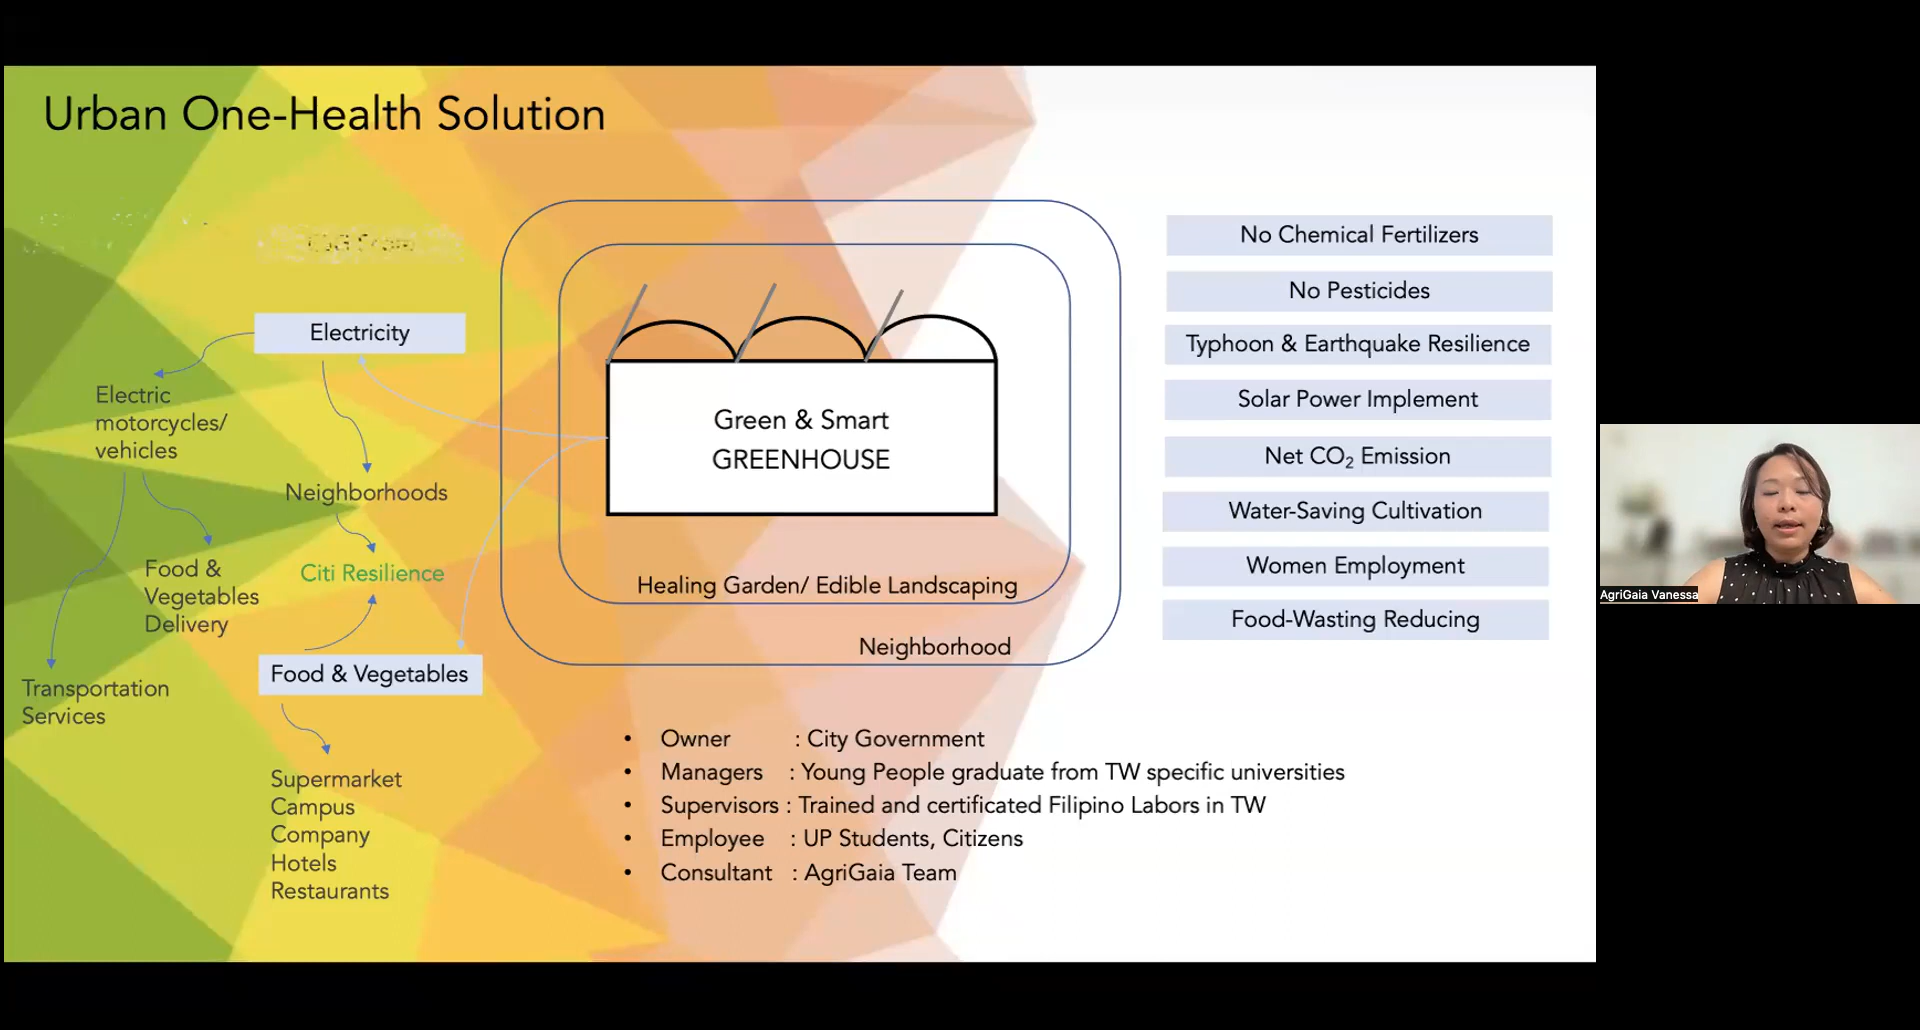 Urban One-Health Solution
Electricity
Electric
motorcycles/
vehicles
Neighborhoods
Citi Resilience
Food &
Vegetables
Delivery
Transportation
Services
Food & Vegetables
Supermarket
Campus
Company
Hotels
Restaurants
Green & Smart
GREENHOUSE
Healing Garden/ Edible Landscaping
Neighborhood
No Chemical Fertilizers
No Pesticides
Typhoon & Earthquake Resilience
Solar Power Implement
Net CO₂ Emission
Water-Saving Cultivation
Women Employment
Food-Wasting Reducing
• Owner : City Government
• Managers : Young People graduate from TW specific universities
• Supervisors : Trained and certificated Filipino Labors in TW
• Employee : UP Students, Citizens
• Consultant : AgriGaia Team
AgriGaia Vanessa